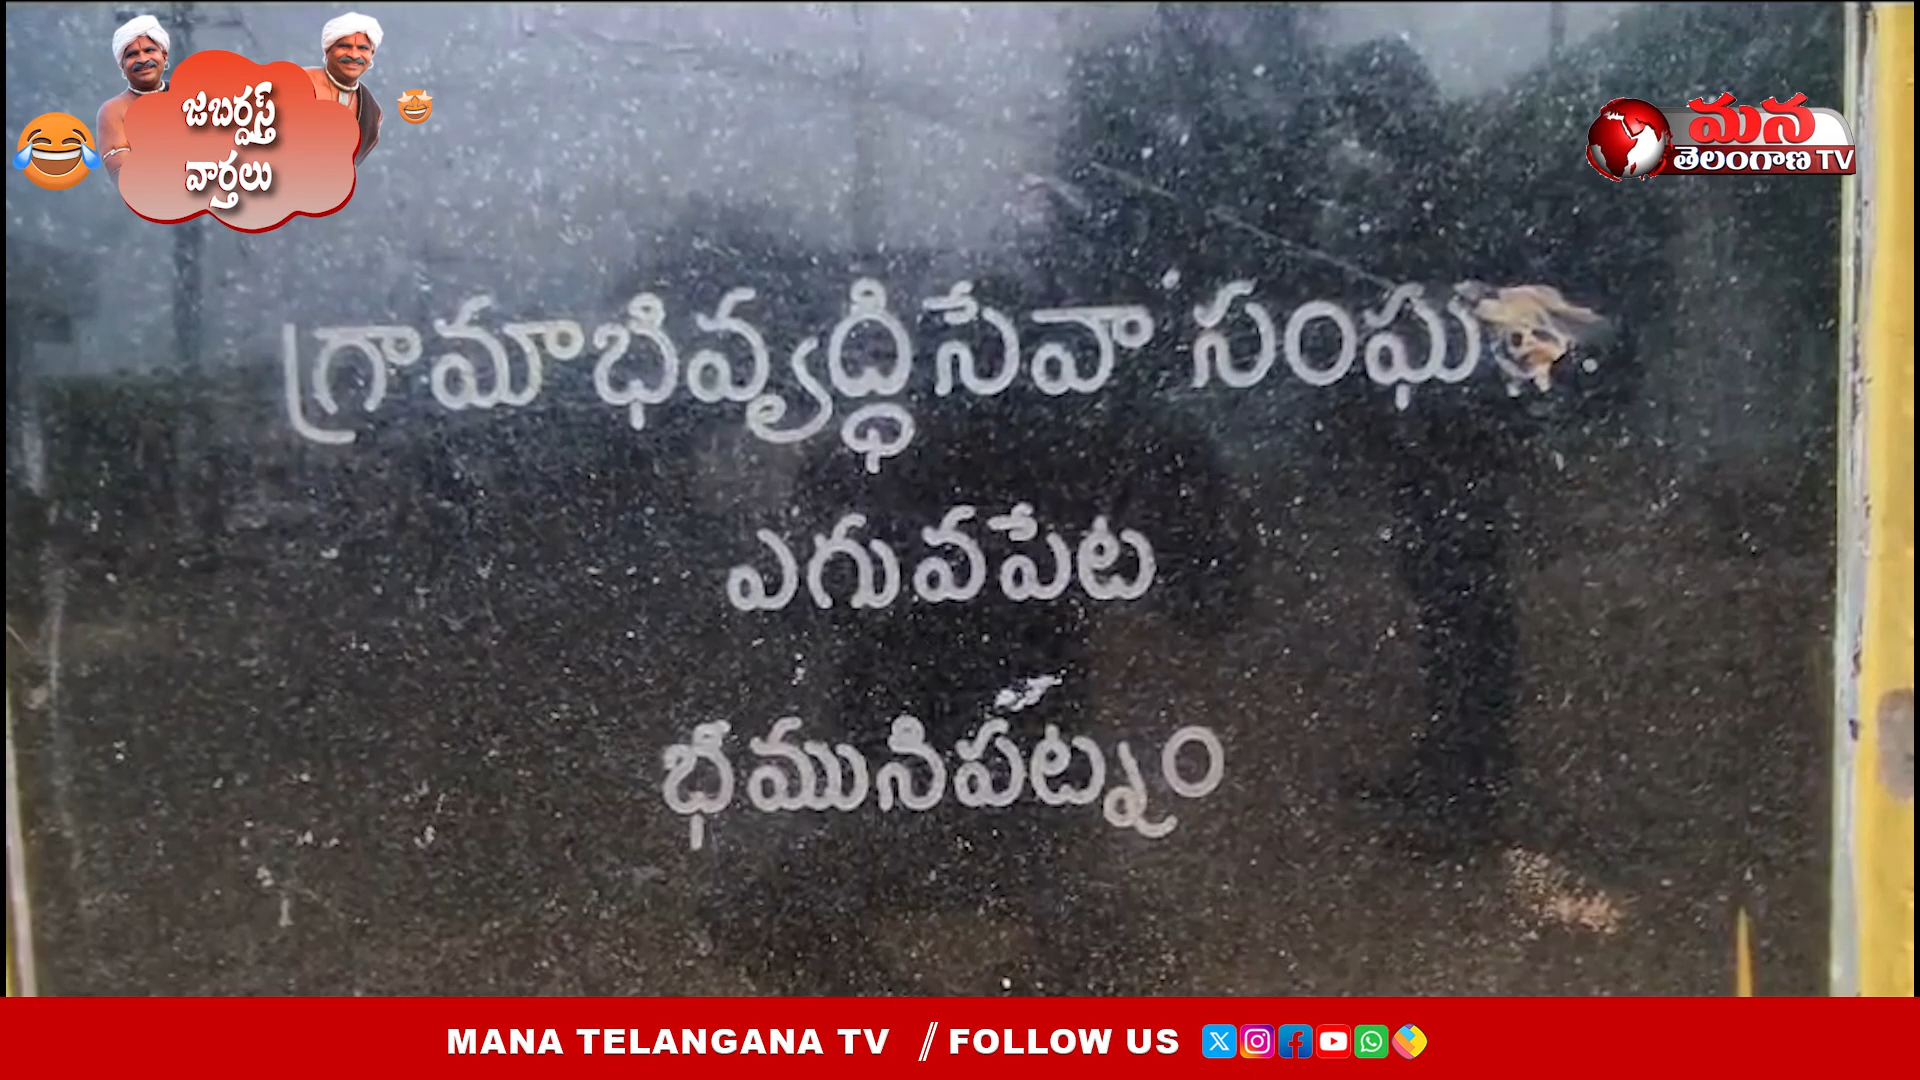 జబర్దస్త్
వార్తలు
మన
తెలంగాణ TV
గ్రామాభివృద్ధి సేవా సంఘం.
ఎగువపేట
భీమునిపట్నం
MANA TELANGANA TV // FOLLOW US